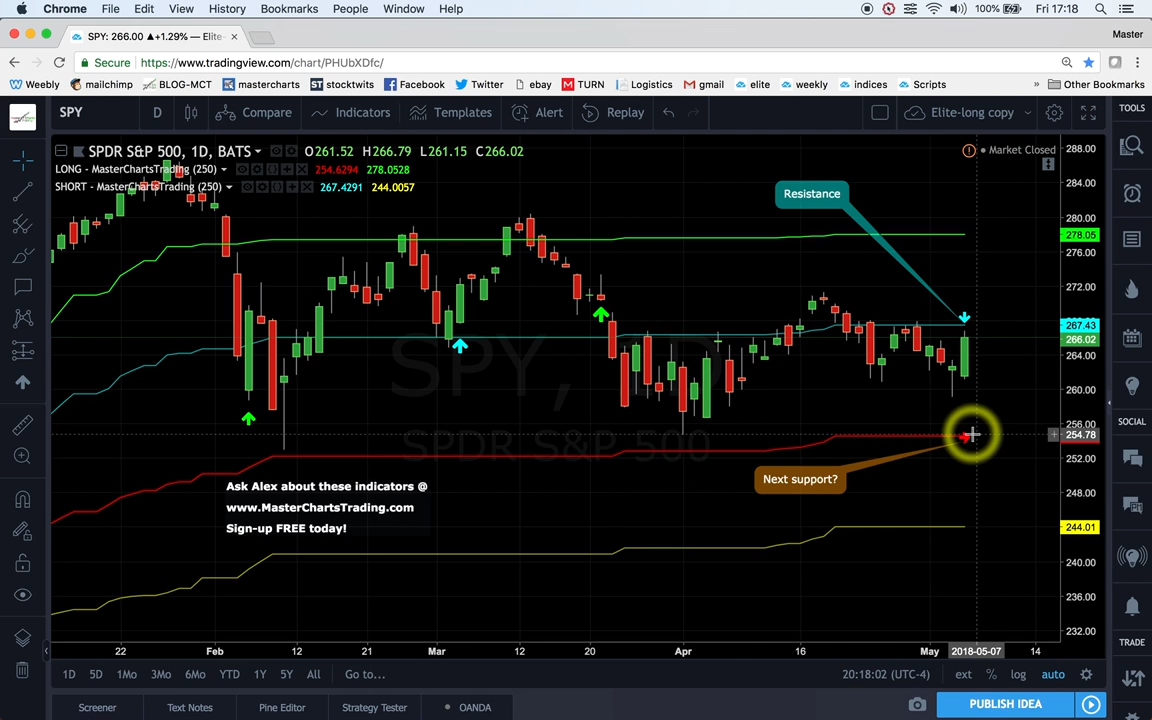 Chrome File Edit View History Bookmarks People Window Help 100% Fri 17:18
SPY: 266.00 ▲+1.29% — Elite- Master
Secure https://www.tradingview.com/chart/PHUbXDfc/
Weebly mailchimp BLOG-MCT mastercharts stocktwits Facebook Twitter ebay TURN Logistics gmail elite weekly indices Scripts » Other Bookmarks
SPY D Compare Indicators Templates Alert Replay Elite-long copy TOOLS
SPDR S&P 500, 1D, BATS O261.52 H266.79 L261.15 C266.02 Market Closed
LONG - MasterChartsTrading (250) 254.6294 278.0528
SHORT - MasterChartsTrading (250) 267.4291 244.0057
Resistance
Next support?
SPY, 1D
SPDR S&P 500
Ask Alex about these indicators @
www.MasterChartsTrading.com
Sign-up FREE today!
288.00
284.00
280.00
278.05
276.00
272.00
267.43
266.02
264.00
260.00
256.00
254.78
252.00
248.00
244.01
240.00
236.00
232.00
SOCIAL
TRADE
22 Feb 12 21 Mar 12 20 Apr 16 May 2018-05-07 14
1D 5D 1Mo 3Mo 6Mo YTD 1Y 5Y All Go to... 20:18:02 (UTC-4) ext % log auto
Screener Text Notes Pine Editor Strategy Tester OANDA PUBLISH IDEA